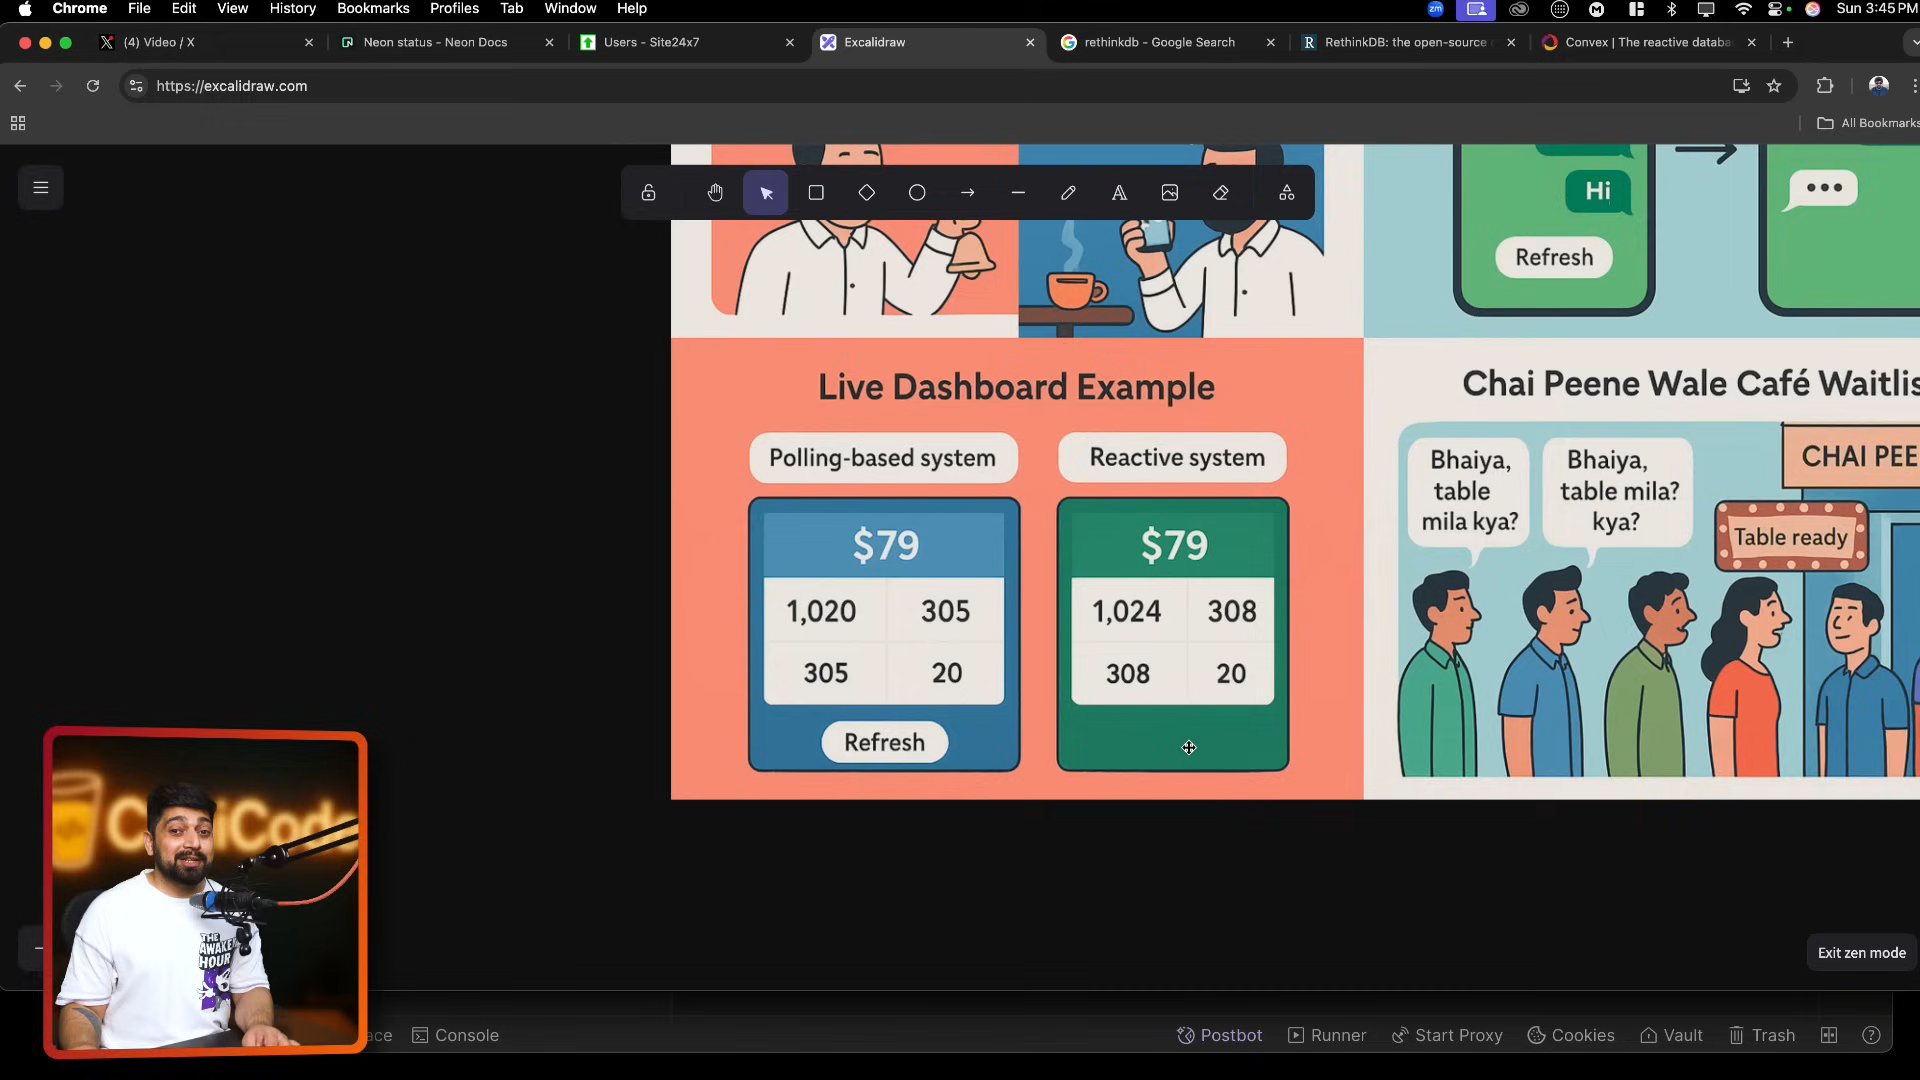 Chrome File Edit View History Bookmarks Profiles Tab Window Help zm Sun 3:45 PM
(4) Video / X
Neon status - Neon Docs
Users - Site24x7
Excalidraw
rethinkdb - Google Search
RethinkDB: the open-source
Convex | The reactive databa
https://excalidraw.com
All Bookmarks
Hi
Refresh
Live Dashboard Example
Polling-based system
Reactive system
$79
1,020 305
305 20
Refresh
$79
1,024 308
308 20
Chai Peene Wale Café Waitlis
Bhaiya,
table
mila kya?
Bhaiya,
table mila?
kya?
CHAI PEE
Table ready
THE
AWAKE
HOUR
Exit zen mode
Console
Postbot Runner Start Proxy Cookies Vault Trash